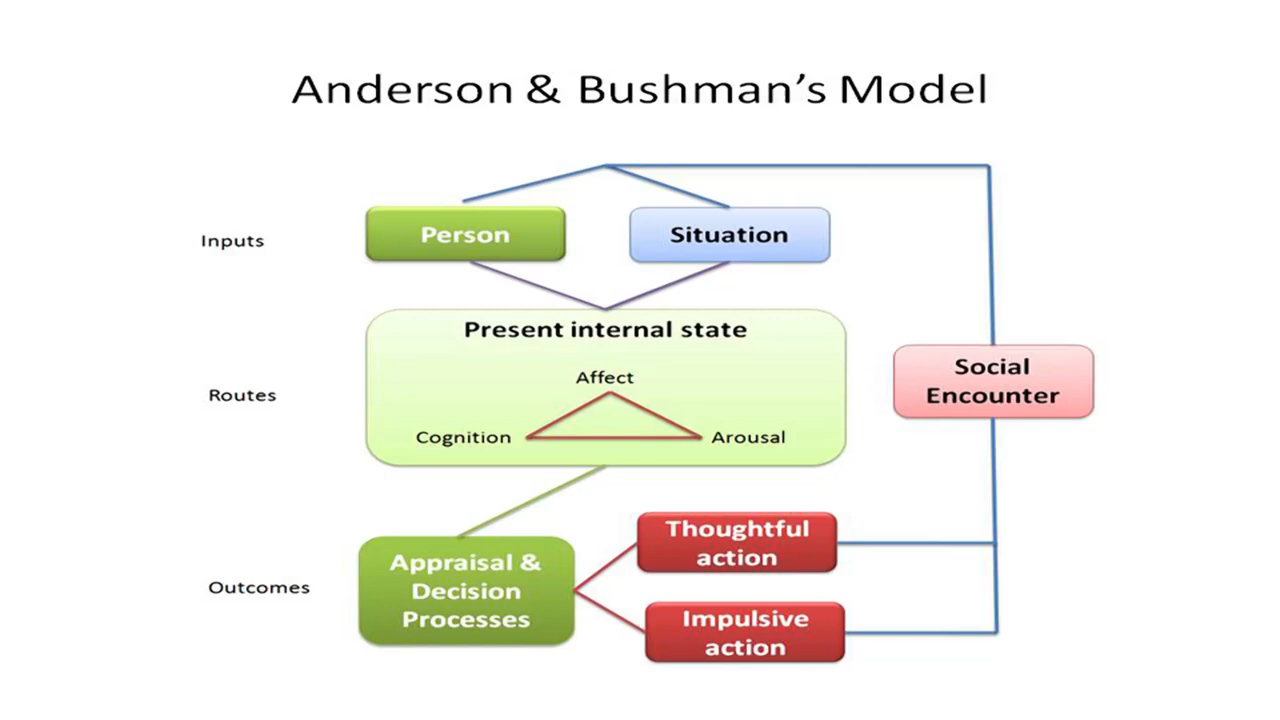 Anderson & Bushman’s Model
Inputs
Person
Situation
Routes
Present internal state
Affect
Cognition
Arousal
Social
Encounter
Outcomes
Appraisal &
Decision
Processes
Thoughtful
action
Impulsive
action